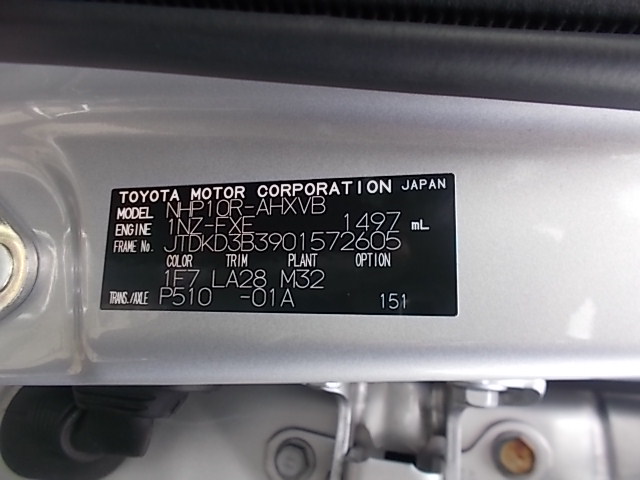 TOYOTA MOTOR CORPORATION JAPAN
MODEL NHP10R-AHXVB
ENGINE 1NZ-FXE 1497 mL
FRAME No. JTDKD3B3901572605
COLOR TRIM PLANT OPTION
1F7 LA28 M32
TRANS./AXLE P510 -01A 151